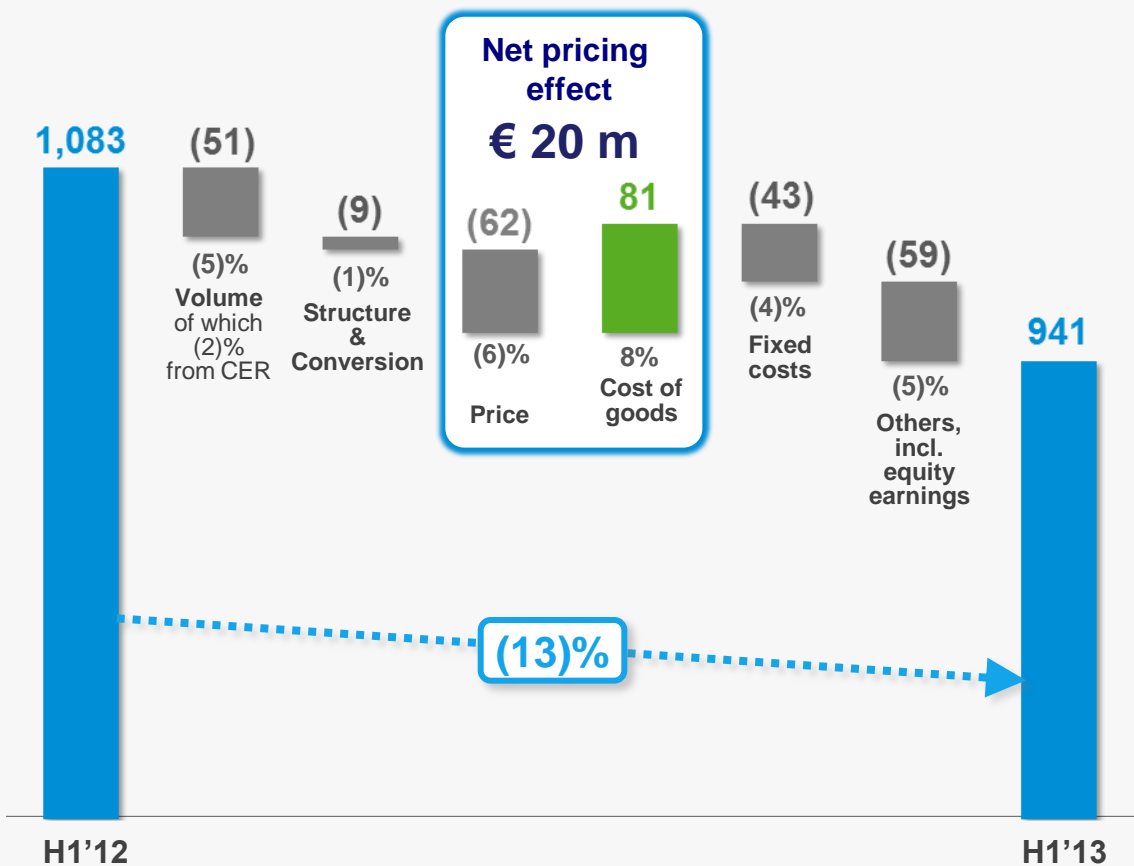 Net pricing
effect
€ 20 m
1,083
(51)
(5)%
Volume
of which
(2)%
from CER
(9)
(1)%
Structure
&
Conversion
(62)
(6)%
Price
81
8%
Cost of
goods
(43)
(4)%
Fixed
costs
(59)
(5)%
Others,
incl.
equity
earnings
941
(13)%
H1’12
H1’13